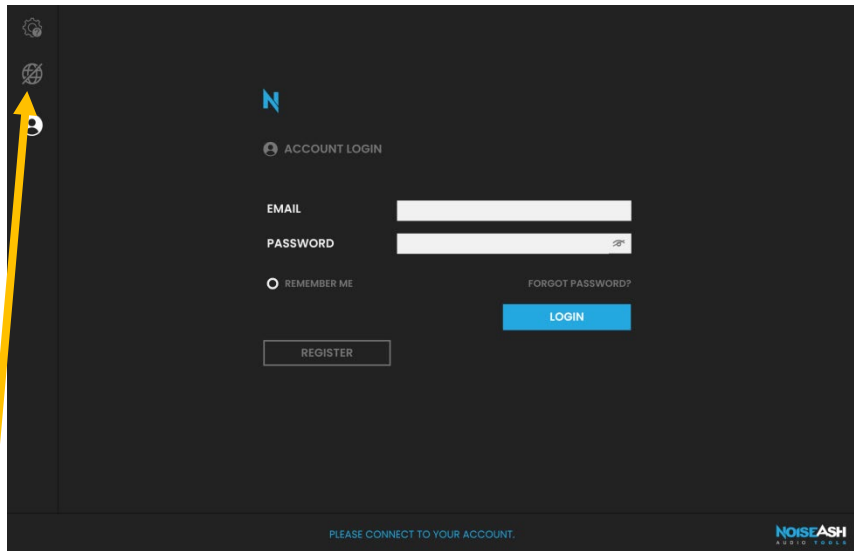 N
ACCOUNT LOGIN
EMAIL
PASSWORD
REMEMBER ME
FORGOT PASSWORD?
LOGIN
REGISTER
PLEASE CONNECT TO YOUR ACCOUNT.
NOISEASH
AUDIO TOOLS